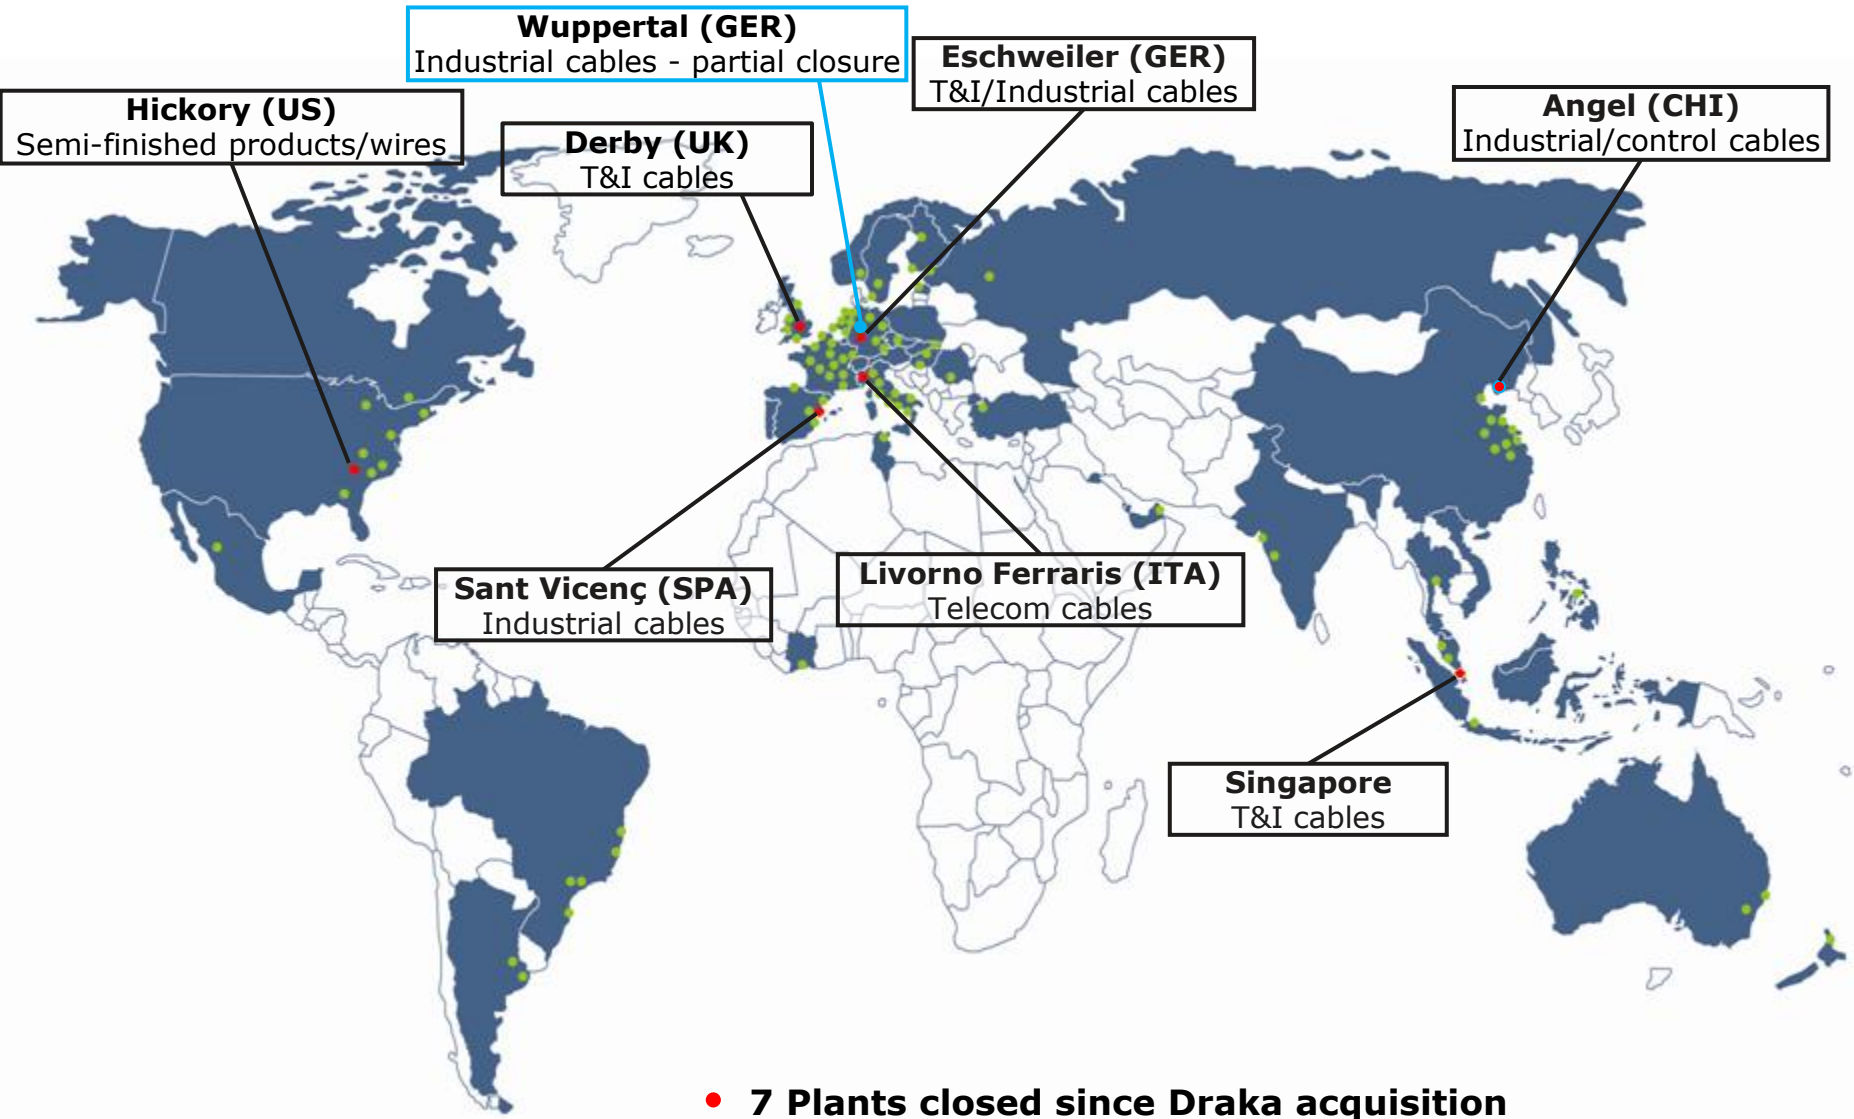 Wuppertal (GER)
Industrial cables - partial closure
Eschweiler (GER)
T&I/Industrial cables
Hickory (US)
Semi-finished products/wires
Derby (UK)
T&I cables
Angel (CHI)
Industrial/control cables
Sant Vicenç (SPA)
Industrial cables
Livorno Ferraris (ITA)
Telecom cables
Singapore
T&I cables
7 Plants closed since Draka acquisition